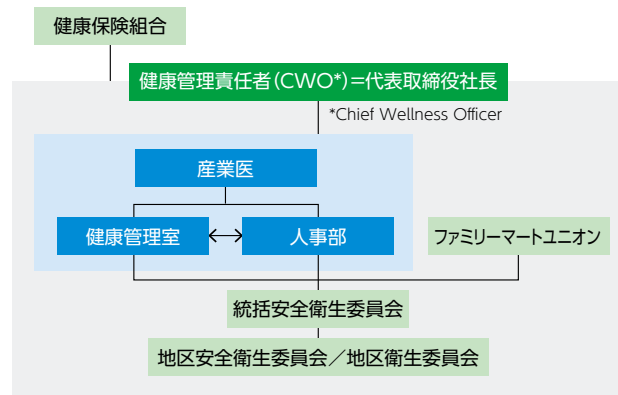 健康保険組合
健康管理責任者(CWO*)=代表取締役社長
*Chief Wellness Officer
産業医
健康管理室
人事部
ファミリーマートユニオン
統括安全衛生委員会
地区安全衛生委員会/地区衛生委員会